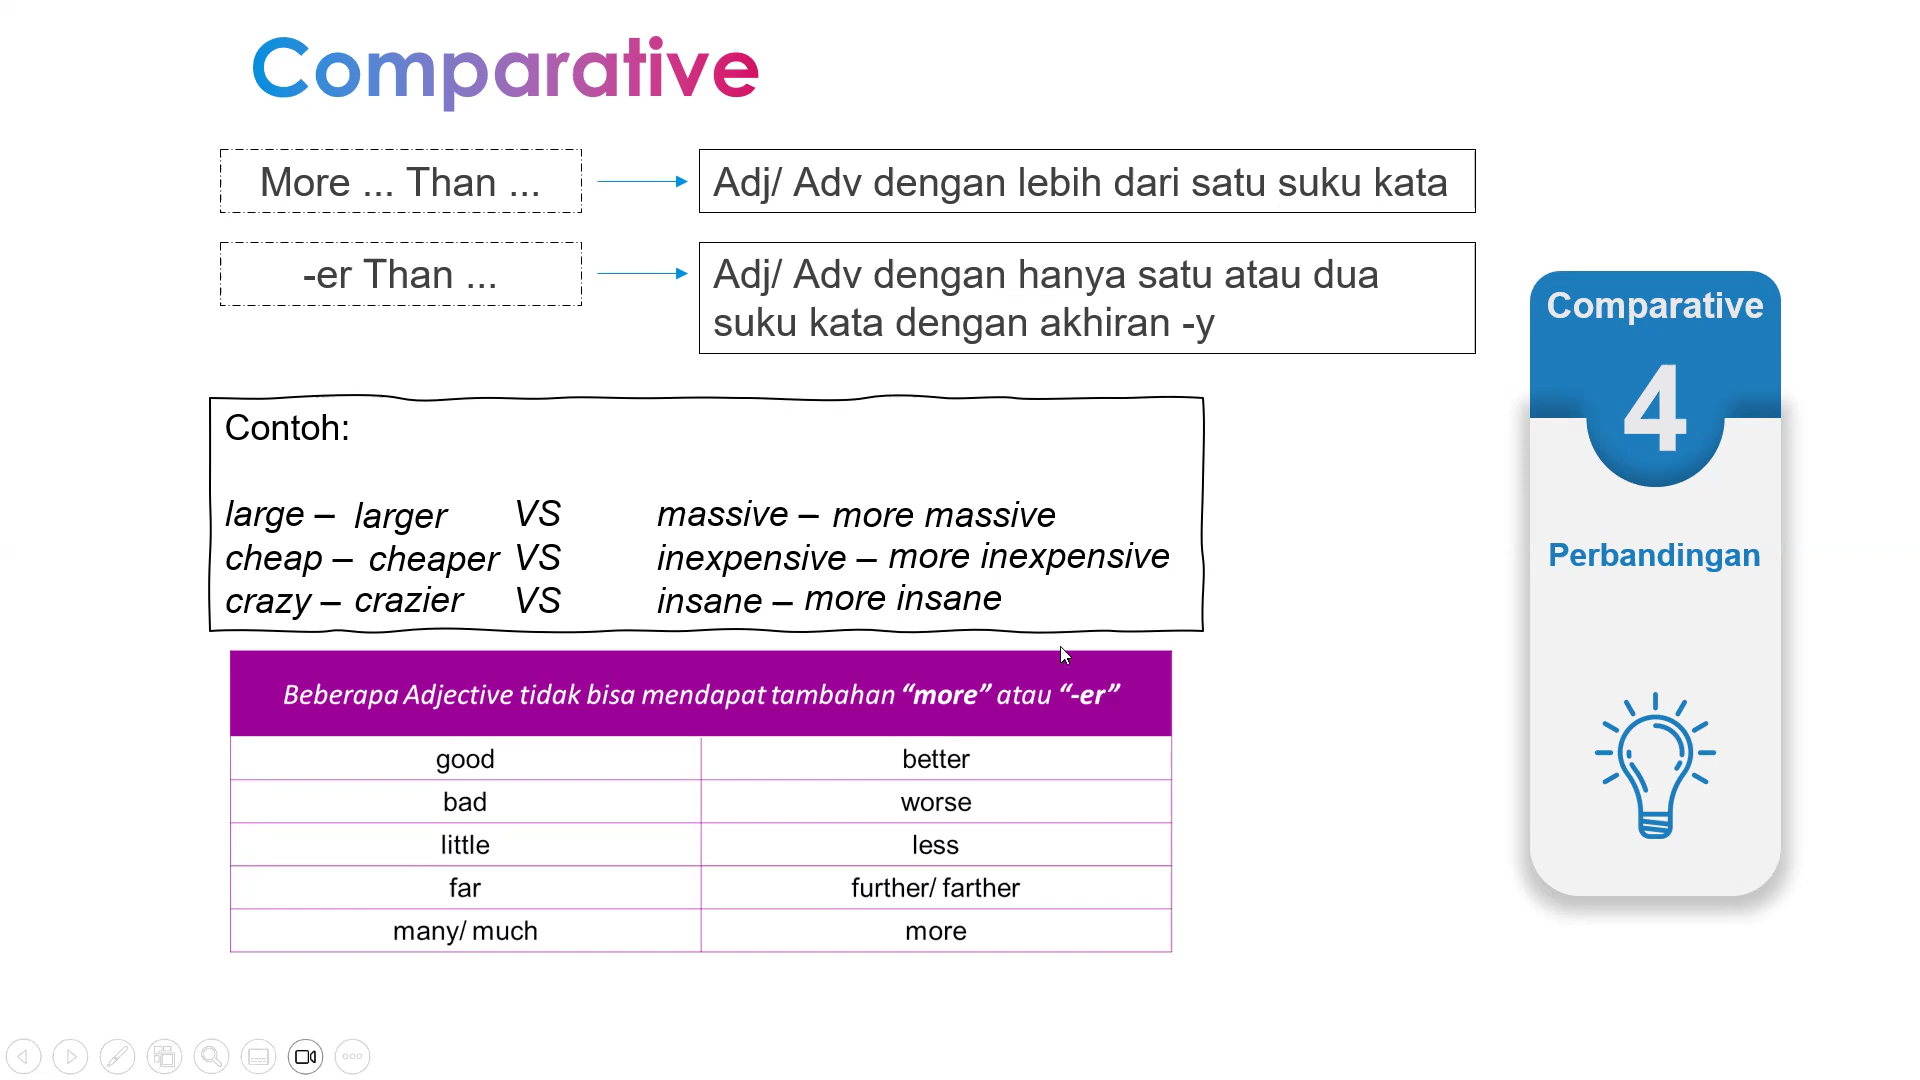 Comparative
More ... Than ...
Adj/ Adv dengan lebih dari satu suku kata
-er Than ...
Adj/ Adv dengan hanya satu atau dua
suku kata dengan akhiran -y
Contoh:
large – larger VS massive – more massive
cheap – cheaper VS inexpensive – more inexpensive
crazy – crazier VS insane – more insane
Beberapa Adjective tidak bisa mendapat tambahan “more” atau “-er”
good better
bad worse
little less
far further/ farther
many/ much more
Comparative
4
Perbandingan